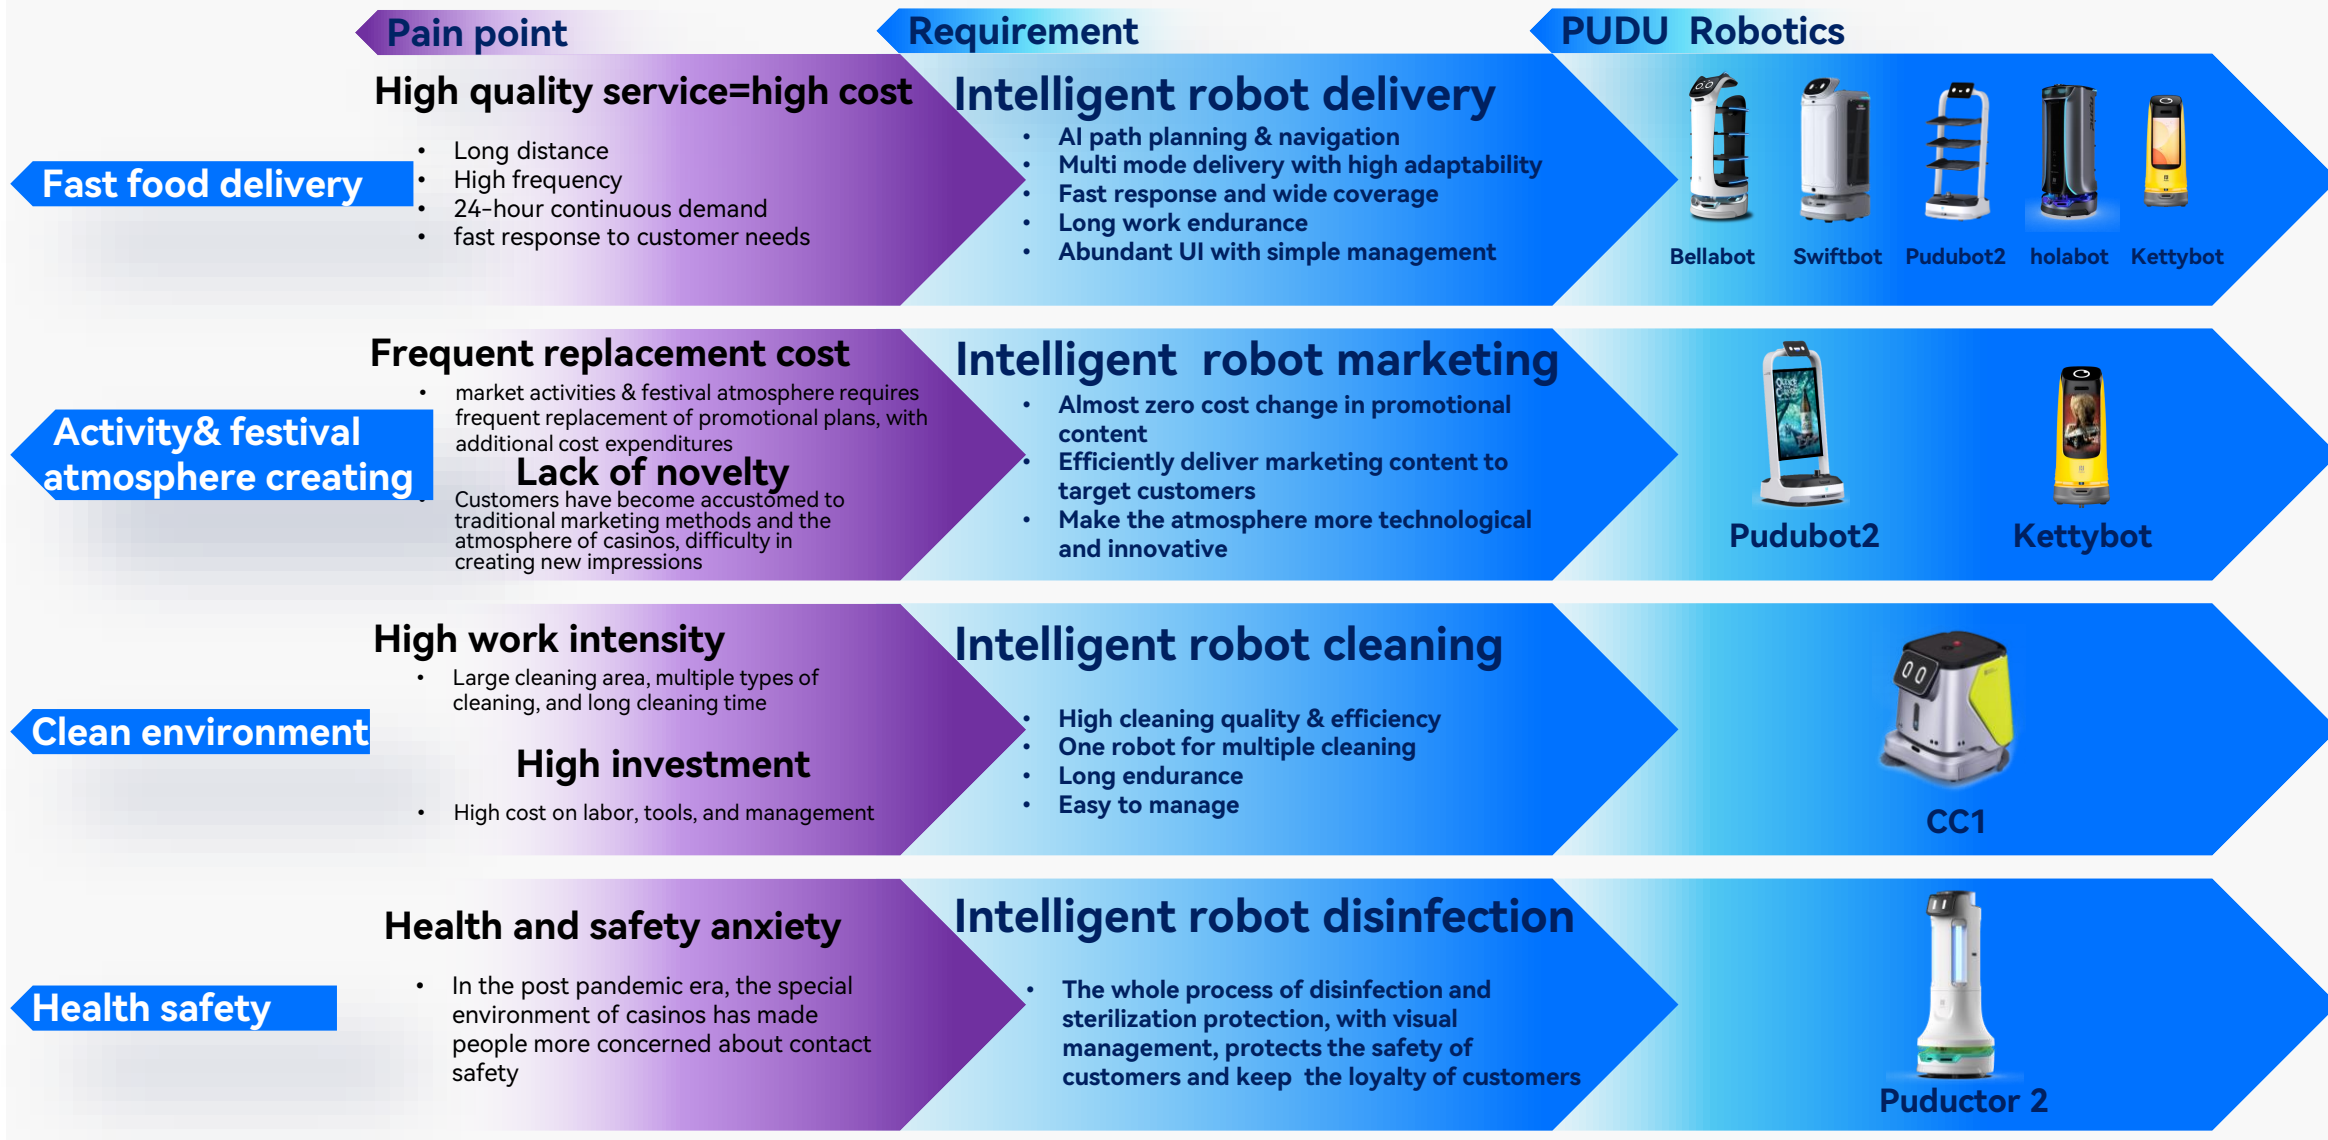 Pain point
Requirement
PUDU Robotics
Fast food delivery
High quality service=high cost
• Long distance
• High frequency
• 24-hour continuous demand
• fast response to customer needs
Intelligent robot delivery
• AI path planning & navigation
• Multi mode delivery with high adaptability
• Fast response and wide coverage
• Long work endurance
• Abundant UI with simple management
Bellabot
Swiftbot
Pudubot2
holabot
Kettybot
Activity& festival
atmosphere creating
Frequent replacement cost
• market activities & festival atmosphere requires
frequent replacement of promotional plans, with
additional cost expenditures
Lack of novelty
• Customers have become accustomed to
traditional marketing methods and the
atmosphere of casinos, difficulty in
creating new impressions
Intelligent robot marketing
• Almost zero cost change in promotional
content
• Efficiently deliver marketing content to
target customers
• Make the atmosphere more technological
and innovative
Pudubot2
Kettybot
Clean environment
High work intensity
• Large cleaning area, multiple types of
cleaning, and long cleaning time
High investment
• High cost on labor, tools, and management
Intelligent robot cleaning
• High cleaning quality & efficiency
• One robot for multiple cleaning
• Long endurance
• Easy to manage
CC1
Health safety
Health and safety anxiety
• In the post pandemic era, the special
environment of casinos has made
people more concerned about contact
safety
Intelligent robot disinfection
• The whole process of disinfection and
sterilization protection, with visual
management, protects the safety of
customers and keep the loyalty of customers
Puductor 2